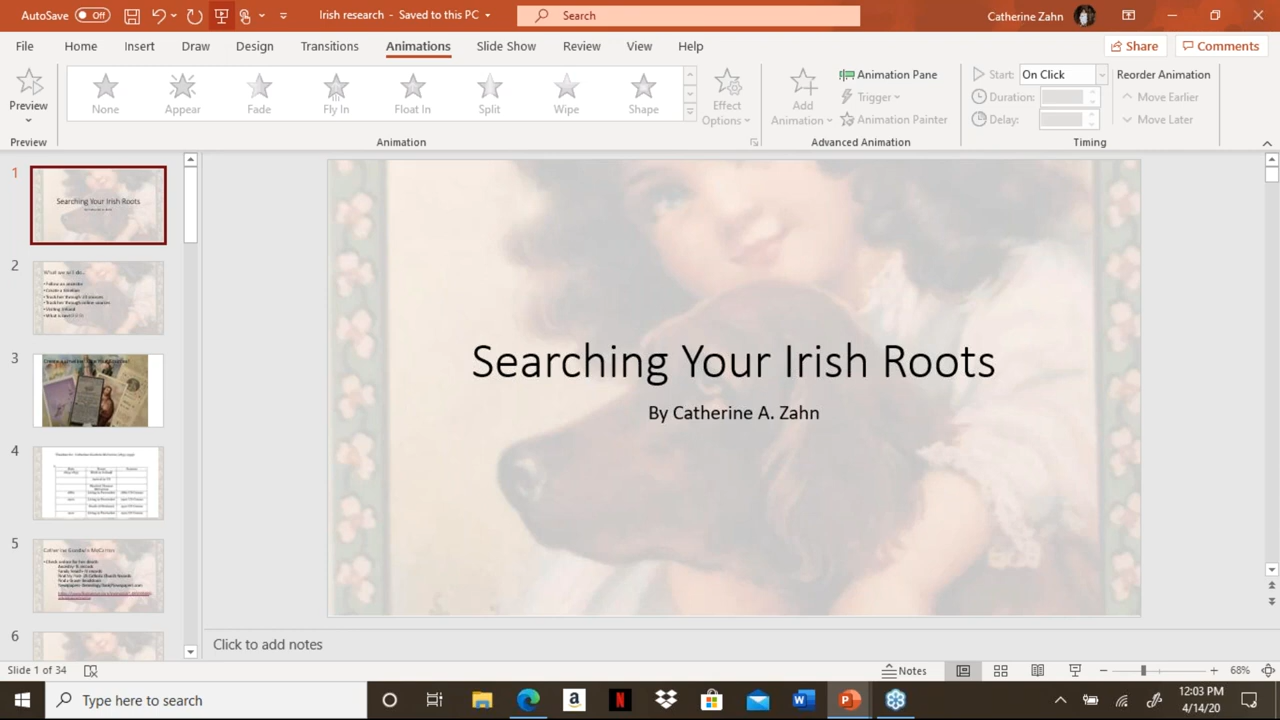 AutoSave Off Irish research - Saved to this PC Search Catherine Zahn
File Home Insert Draw Design Transitions Animations Slide Show Review View Help Share Comments
Preview
None Appear Fade Fly In Float In Split Wipe Shape
Effect Options
Add Animation
Animation Pane
Trigger
Animation Painter
Start: On Click
Duration:
Delay:
Reorder Animation
Move Earlier
Move Later
Preview Animation Advanced Animation Timing
1
Searching Your Irish Roots
2
What are we to do...
3
4
5
6
Searching Your Irish Roots
By Catherine A. Zahn
Click to add notes
Slide 1 of 34 Notes 68%
Type here to search
12:03 PM
4/14/20